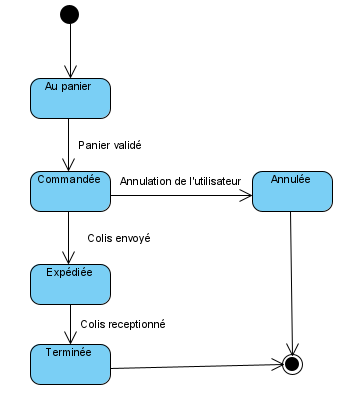 Au panier
Panier validé
Commandée
Annulation de l'utilisateur
Annulée
Colis envoyé
Expédiée
Colis receptionné
Terminée